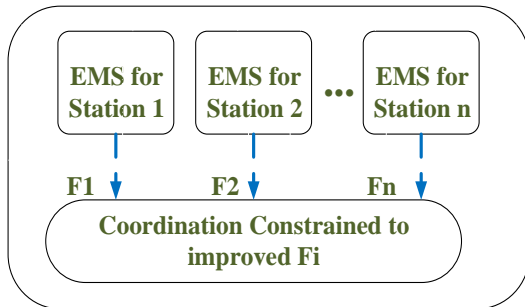 EMS for
Station 1
EMS for
Station 2
...
EMS for
Station n
F1
F2
Fn
Coordination Constrained to
improved Fi